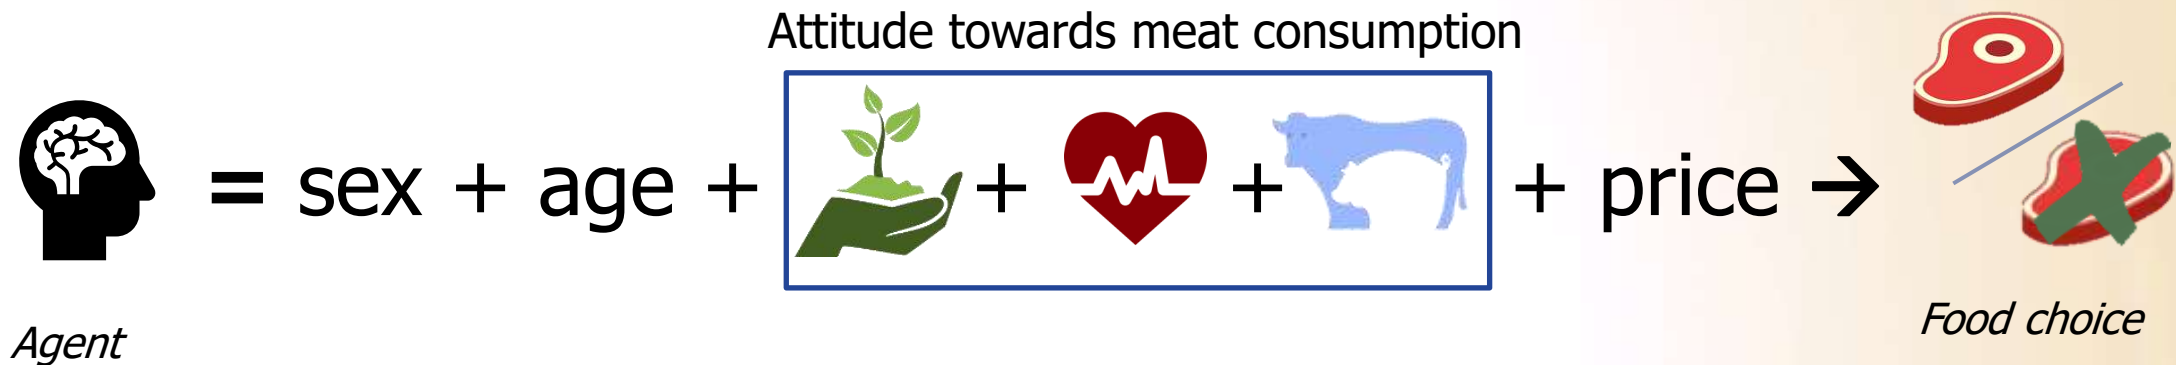 Attitude towards meat consumption
= sex + age + + + + price →
Agent
Food choice